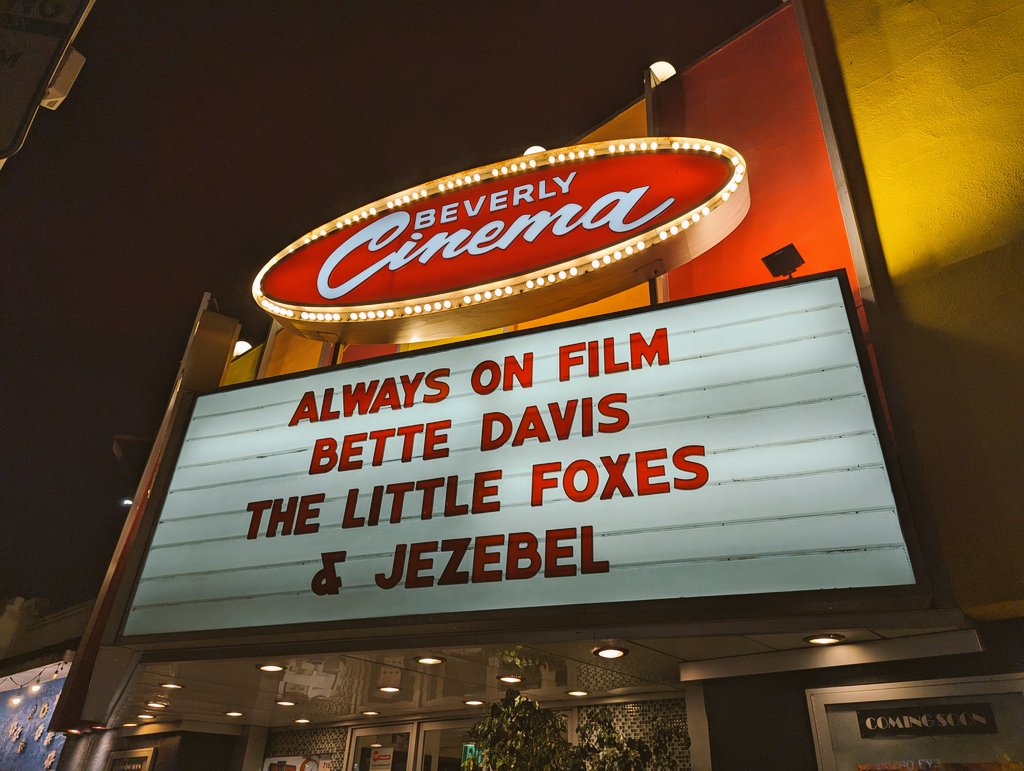 BEVERLY
Cinema
ALWAYS ON FILM
BETTE DAVIS
THE LITTLE FOXES
& JEZEBEL
COMING SOON